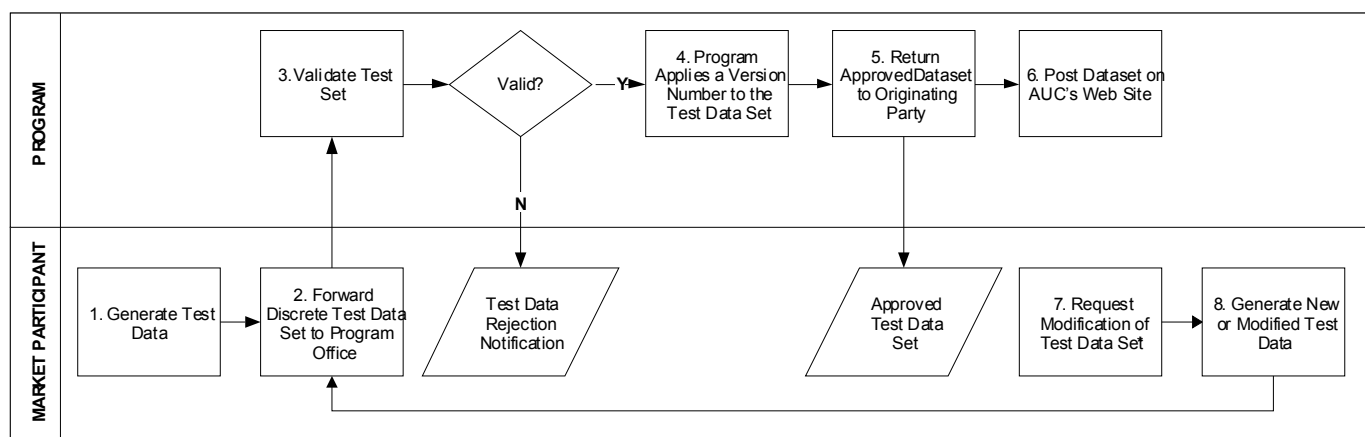 PROGRAM
3. Validate Test
Set
Valid?
Y
N
4. Program
Applies a Version
Number to the
Test Data Set
5. Return
ApprovedDataset
to Originating
Party
6. Post Dataset on
AUC's Web Site
MARKET PARTICIPANT
1. Generate Test
Data
2. Forward
Discrete Test Data
Set to Program
Office
Test Data
Rejection
Notification
Approved
Test Data
Set
7. Request
Modification of
Test Data Set*
8. Generate New
or Modified Test
Data